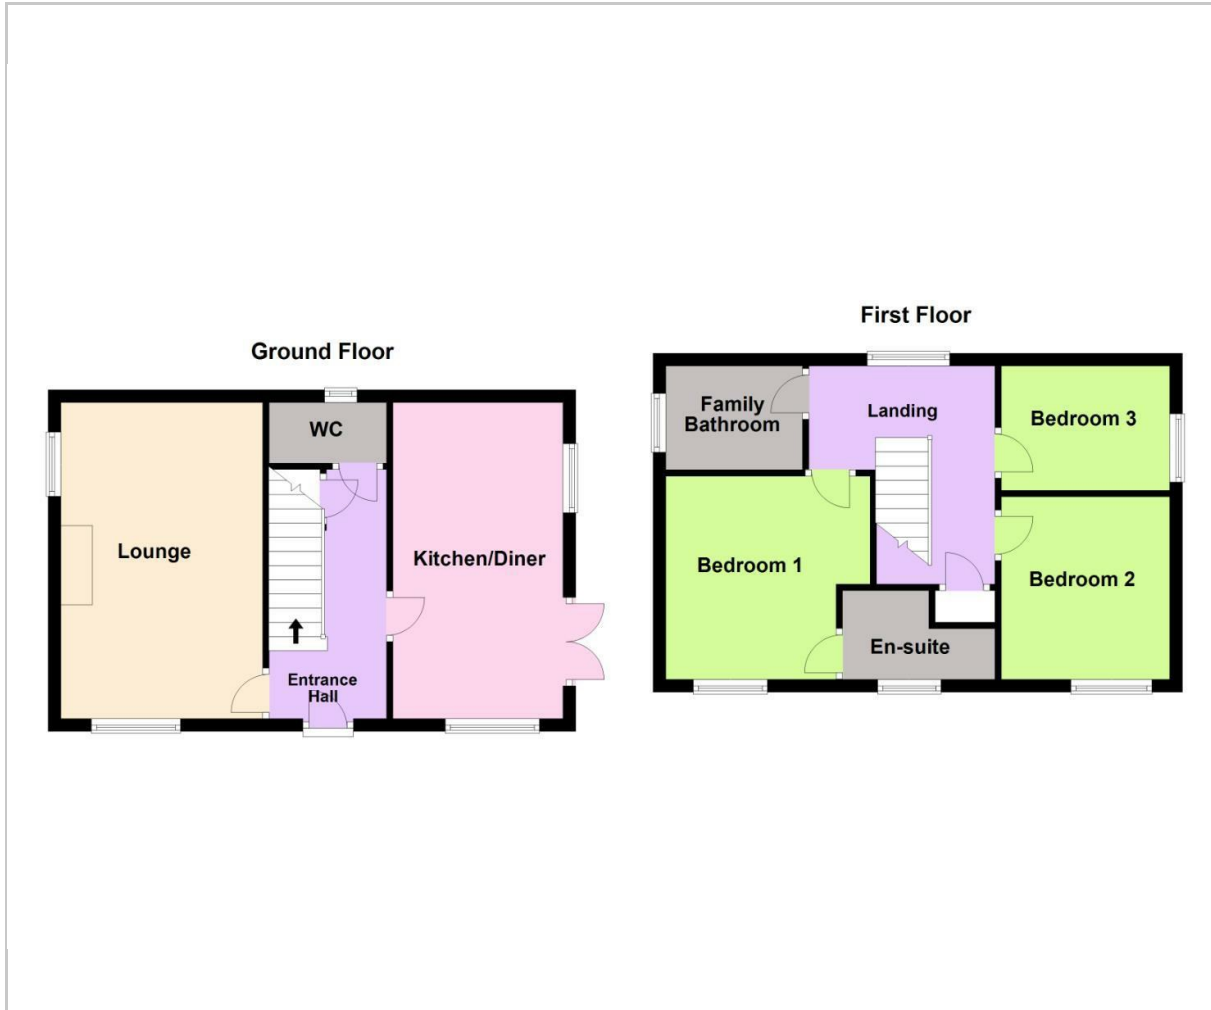 Ground Floor
WC
Lounge
Kitchen/Diner
Entrance
Hall
First Floor
Family
Bathroom
Landing
Bedroom 3
Bedroom 1
Bedroom 2
En-suite